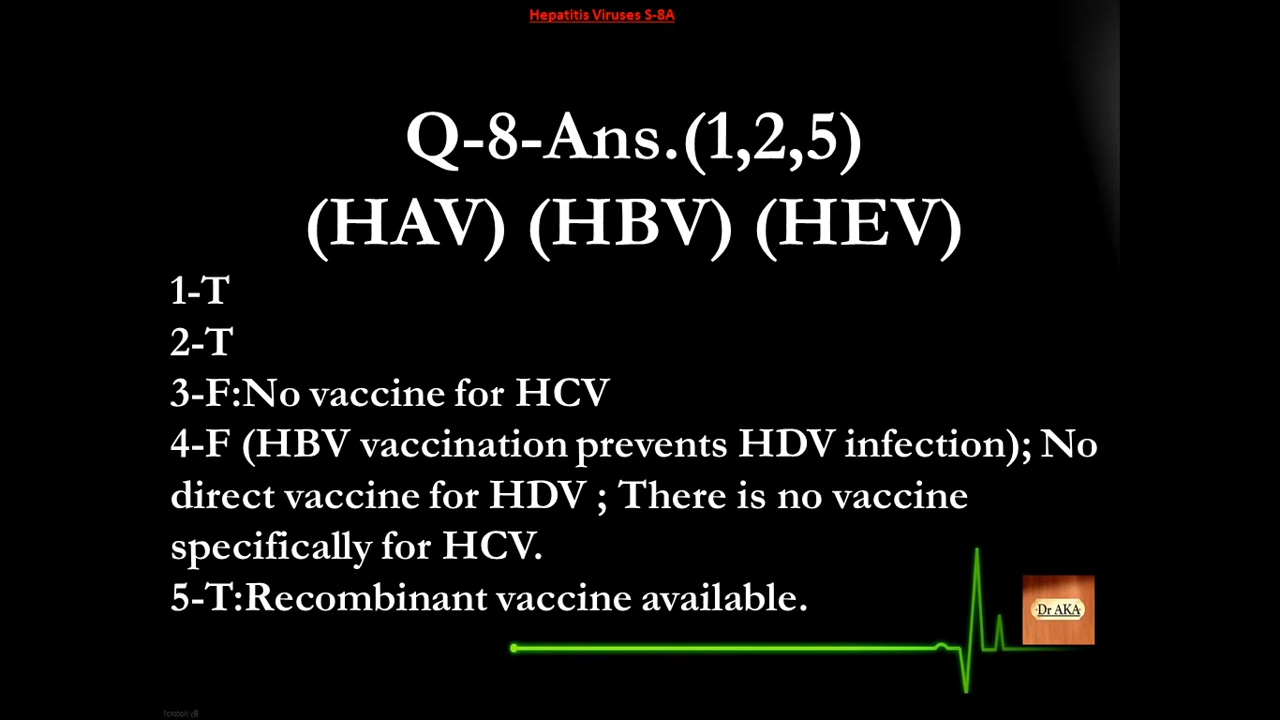 Hepatitis Viruses S-8A
Q-8-Ans.(1,2,5)
(HAV) (HBV) (HEV)
1-T
2-T
3-F:No vaccine for HCV
4-F (HBV vaccination prevents HDV infection); No
direct vaccine for HDV ; There is no vaccine
specifically for HCV.
5-T:Recombinant vaccine available.
Dr AKA